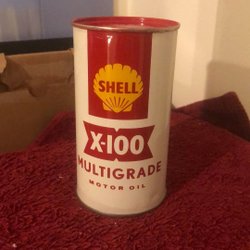 SHELL
X-100
MULTIGRADE
MOTOR OIL